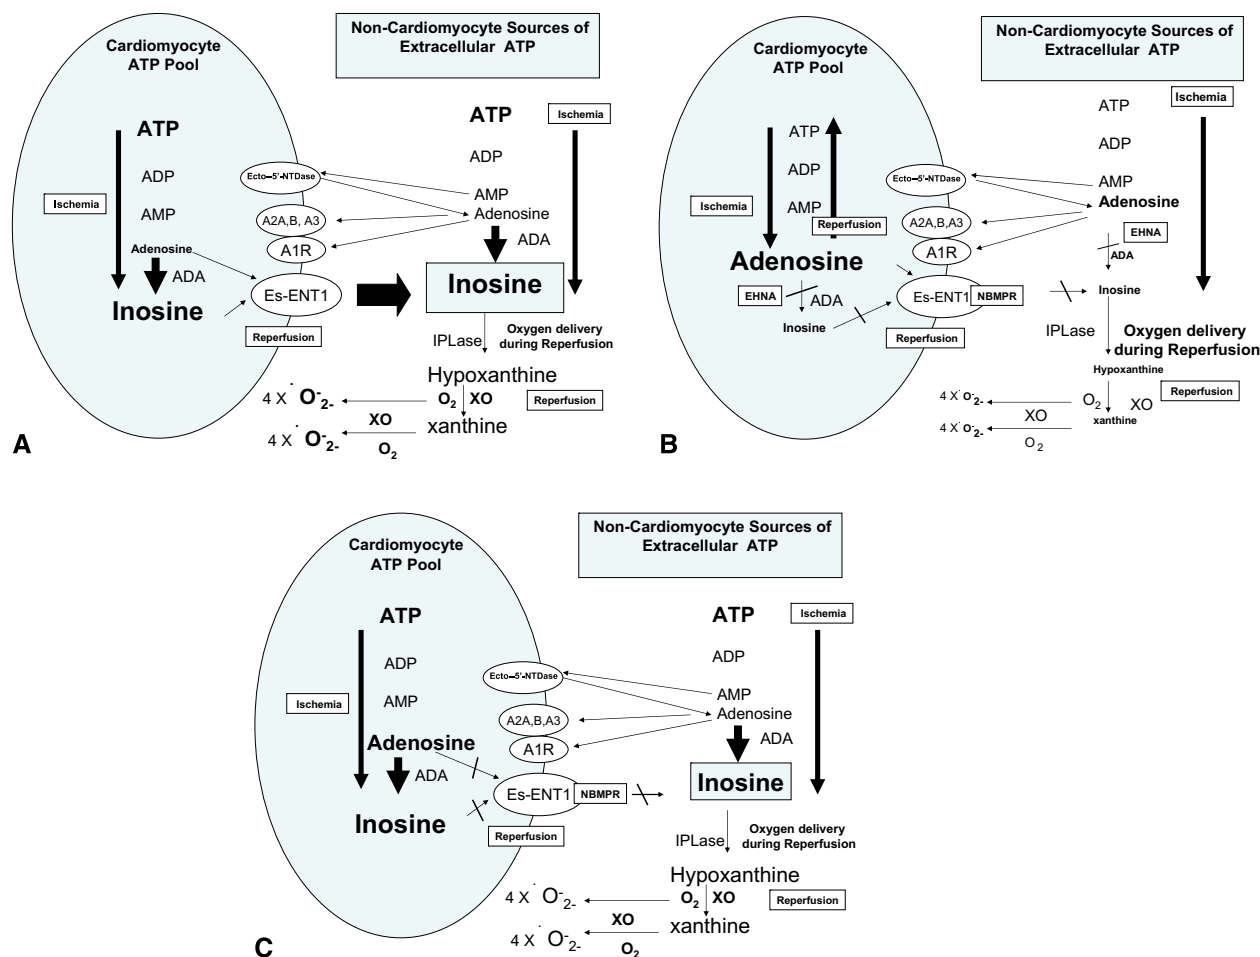 Cardiomyocyte
ATP Pool
Non-Cardiomyocyte Sources of
Extracellular ATP
ATP
ADP
AMP
Adenosine
ADA
Inosine
Ischemia
Ecto–5'-NTDase
A2A,B, A3
A1R
Es-ENT1
Reperfusion
ATP
Ischemia
ADP
AMP
Adenosine
ADA
Inosine
IPLase
Oxygen delivery
during Reperfusion
Hypoxanthine
O2 XO
Reperfusion
xanthine
4 X ˙ O-2-
XO
4 X ˙ O-2-
O2
A
Cardiomyocyte
ATP Pool
Non-Cardiomyocyte Sources of
Extracellular ATP
ATP
ADP
Ischemia
AMP
Reperfusion
Adenosine
EHNA
ADA
Inosine
Ecto–5'-NTDase
A2A,B,A3
A1R
Es-ENT1
NBMPR
Reperfusion
ATP
Ischemia
ADP
AMP
Adenosine
EHNA
ADA
Inosine
IPLase
Oxygen delivery
during Reperfusion
Hypoxanthine
Reperfusion
O2 XO
xanthine
4 X ˙ O-2-
XO
4 X ˙ O-2-
O2
B
Cardiomyocyte
ATP Pool
Non-Cardiomyocyte Sources of
Extracellular ATP
ATP
ADP
AMP
Ischemia
Adenosine
ADA
Inosine
Ecto–5'-NTDase
A2A,B,A3
A1R
Es-ENT1
NBMPR
Reperfusion
ATP
Ischemia
ADP
AMP
Adenosine
ADA
Inosine
IPLase
Oxygen delivery
during Reperfusion
Hypoxanthine
O2 XO
Reperfusion
xanthine
4 X ˙ O-2-
XO
4 X ˙ O-2-
O2
C